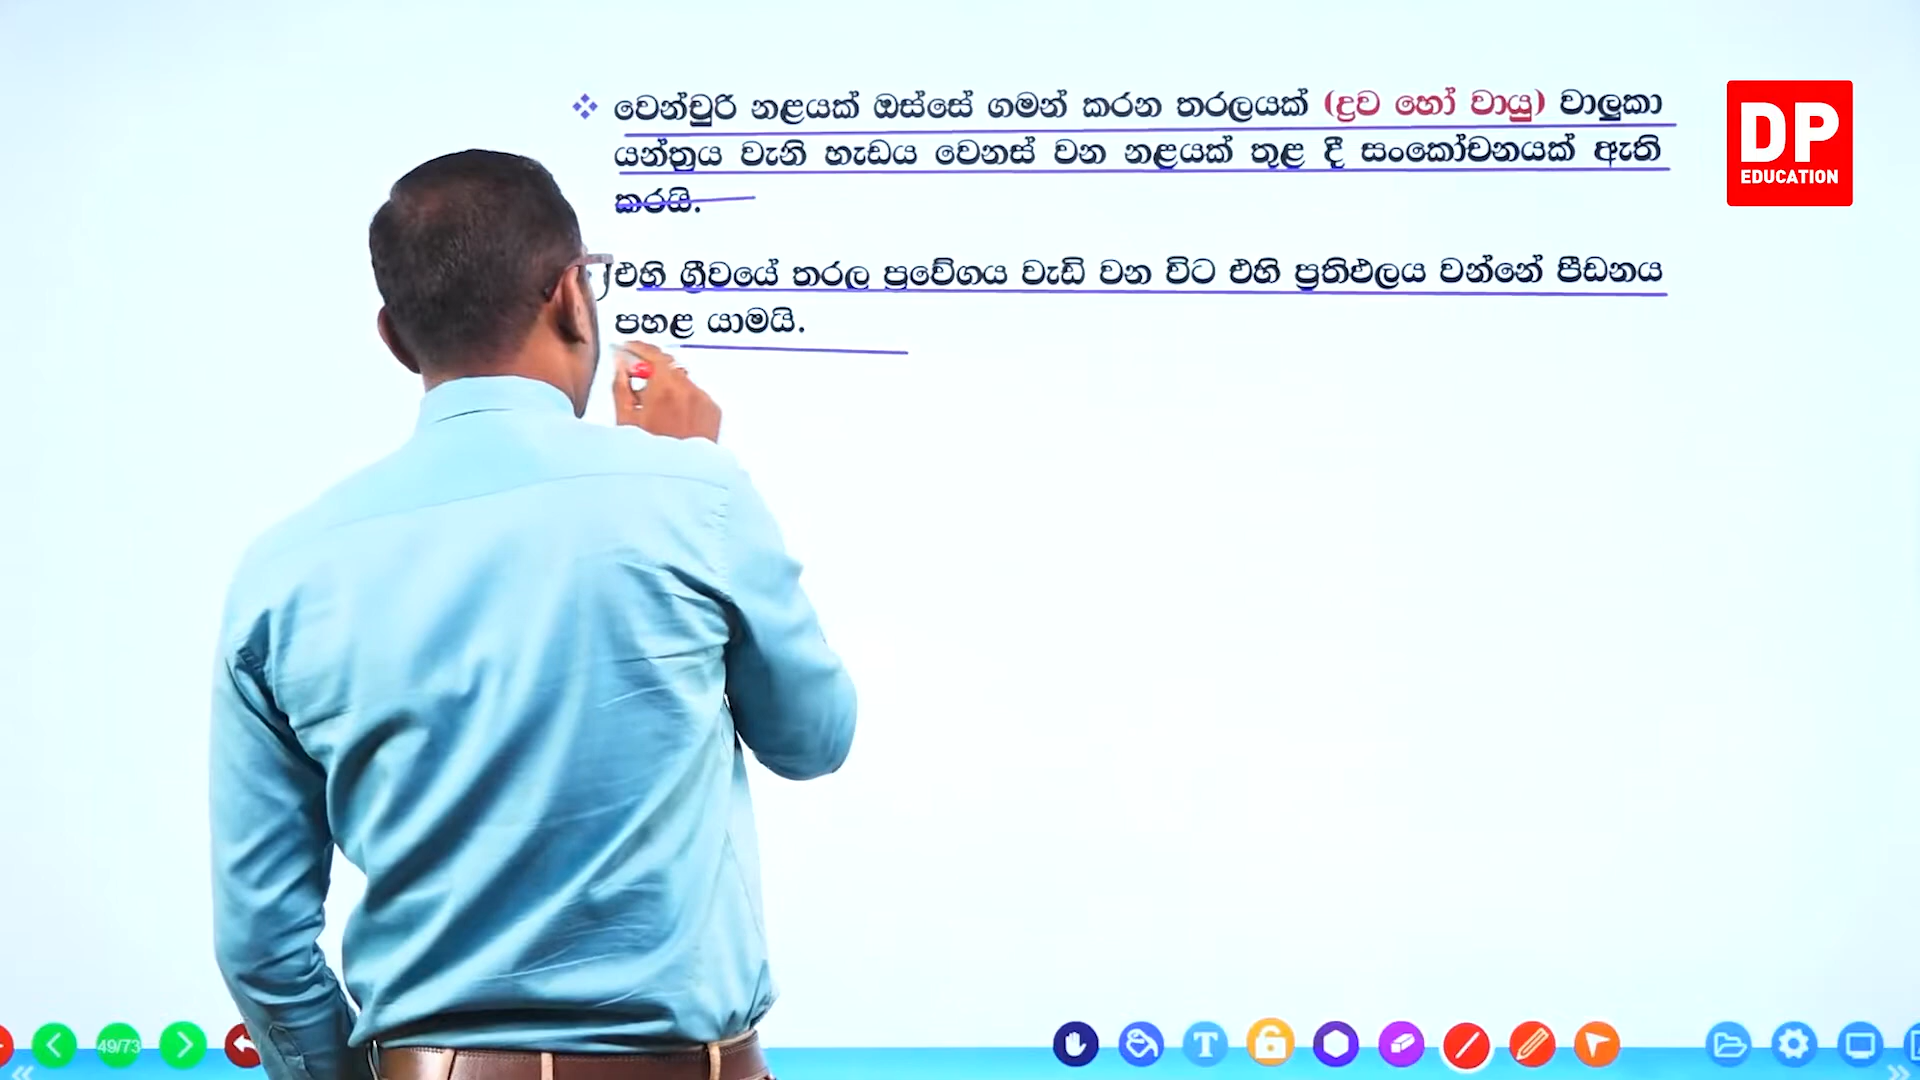 වෙන්චුරි නළයක් ඔස්සේ ගමන් කරන තරලයක් (ද්‍රව හෝ වායු) වාලුකා
යන්ත්‍රය වැනි හැඩය වෙනස් වන නළයක් තුළ දී සංකෝචනයක් ඇති
කරයි.
එහි ග්‍රීවයේ තරල ප්‍රවේගය වැඩි වන විට එහි ප්‍රතිඵලය වන්නේ පීඩනය
පහළ යාමයි.
DP
EDUCATION
49/73
T